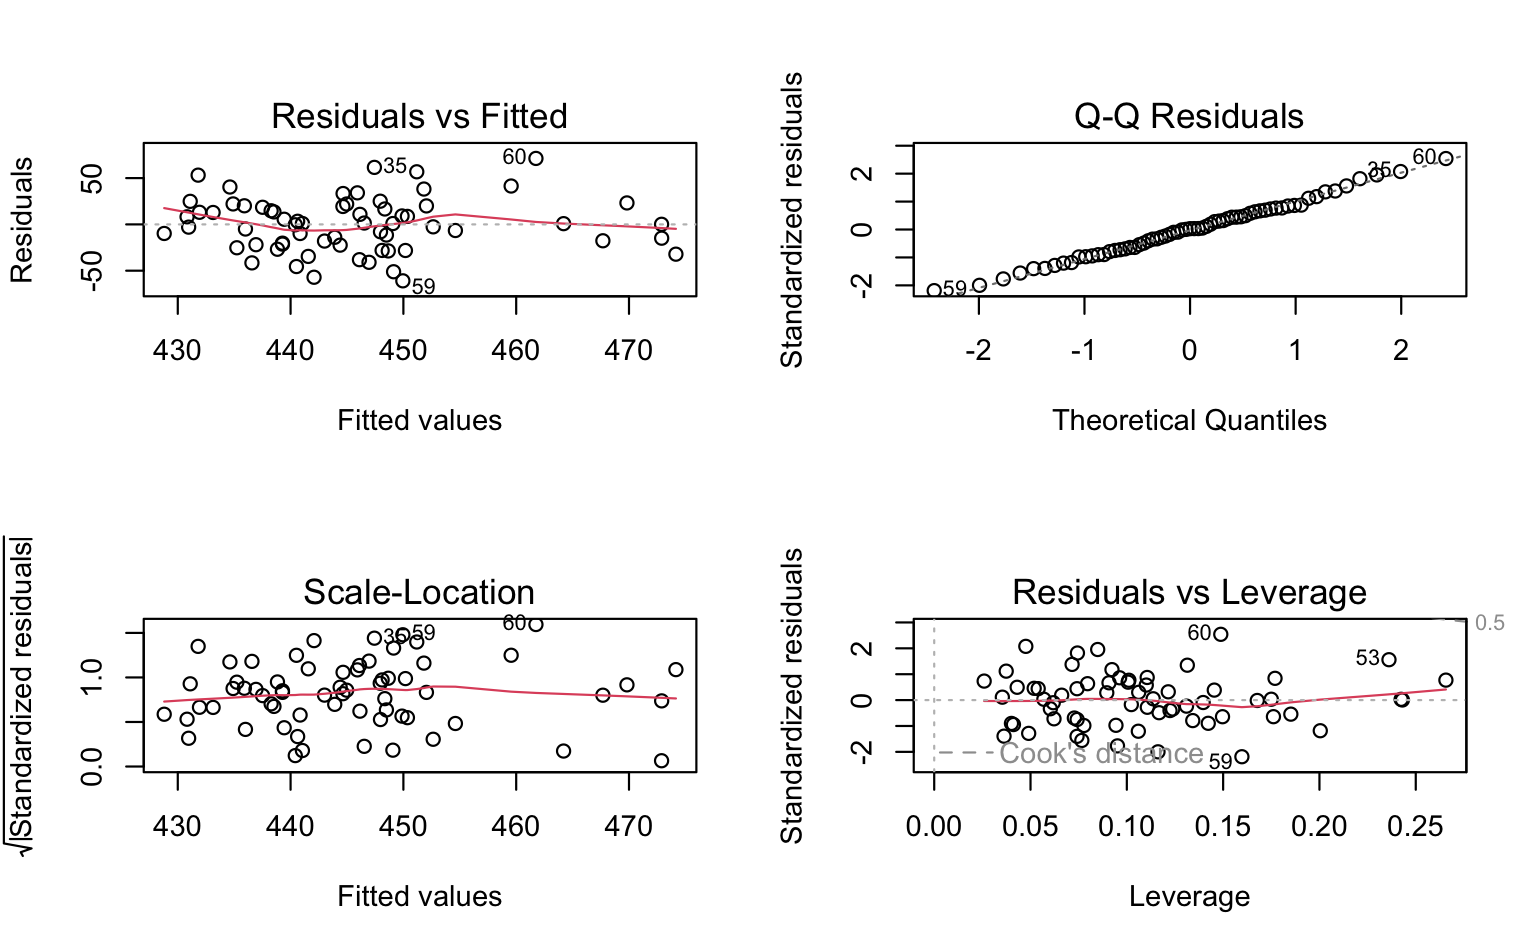 Residuals vs Fitted
Residuals
50
-50
35
60
59
430 440 450 460 470
Fitted values
Q-Q Residuals
Standardized residuals
2
0
-2
35
60
59
-2 -1 0 1 2
Theoretical Quantiles
Scale-Location
√|Standardized residuals|
1.0
0.0
35
59
60
430 440 450 460 470
Fitted values
Residuals vs Leverage
Standardized residuals
2
0
-2
60
53
0.5
Cook's distance
59
0.00 0.05 0.10 0.15 0.20 0.25
Leverage